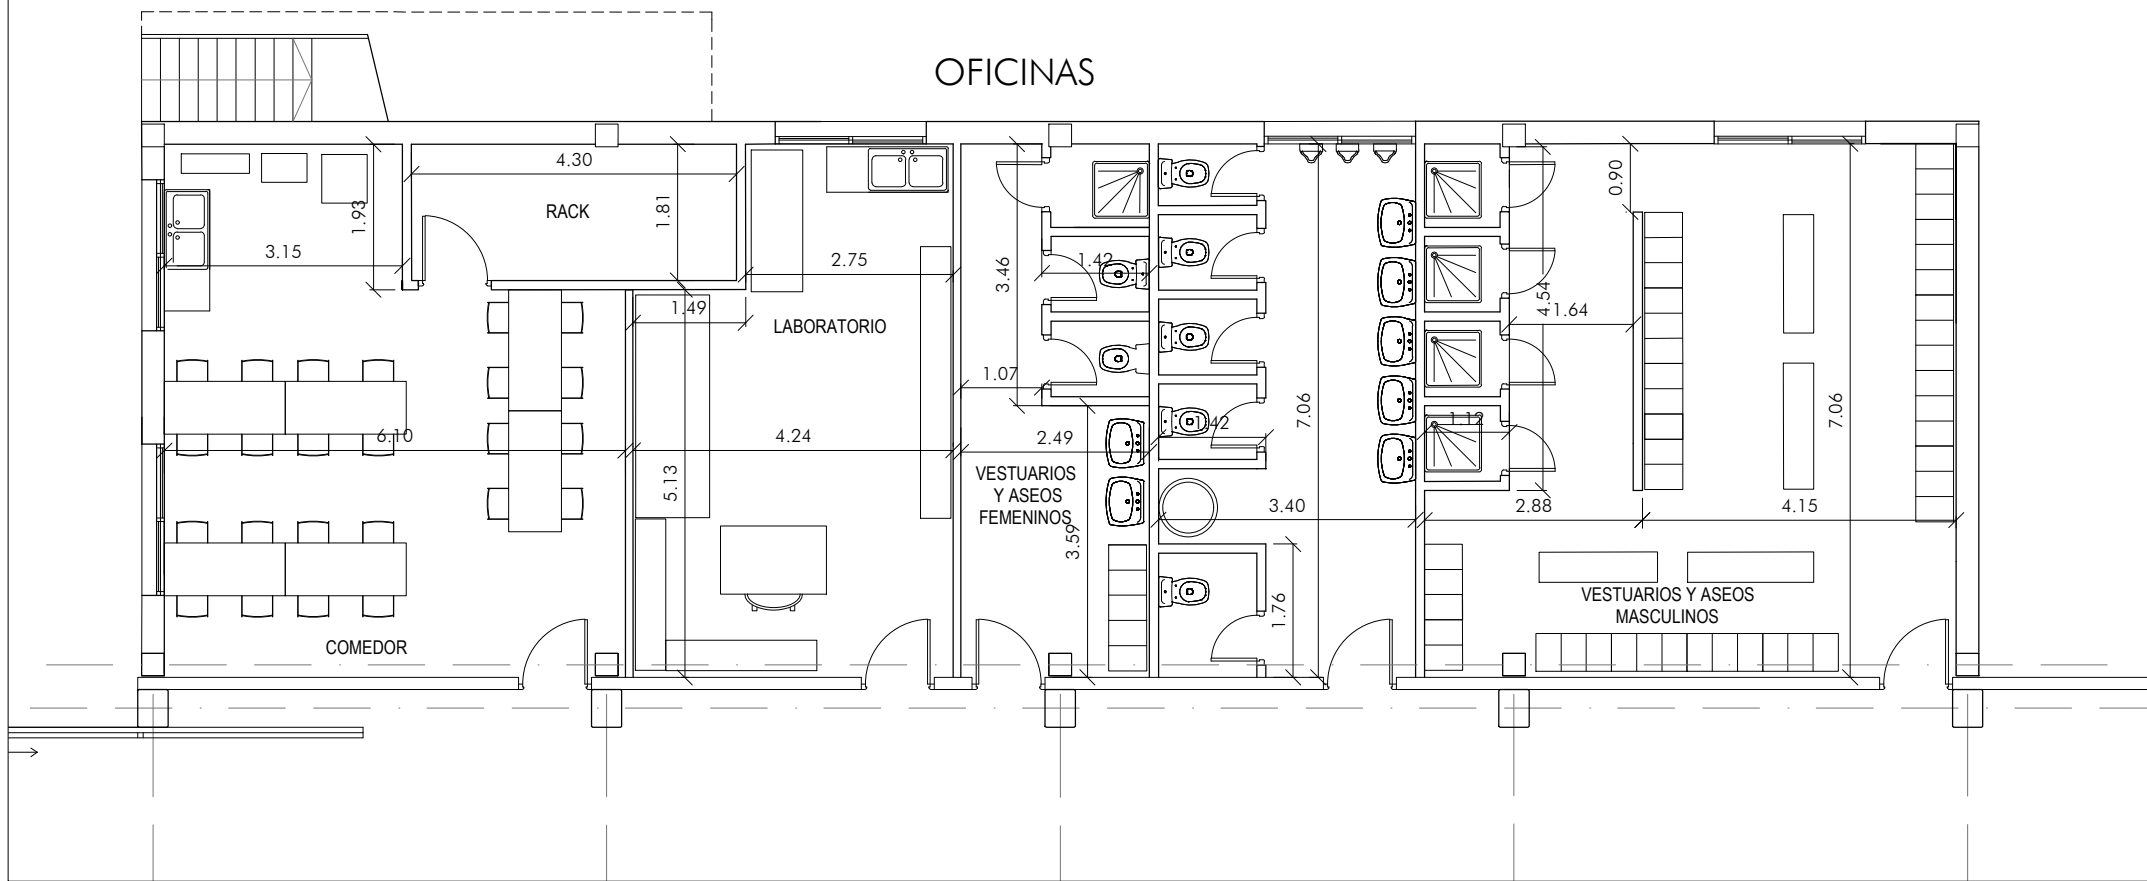 OFICINAS
4.30
RACK
1.93
1.81
0.90
3.15
2.75
3.46
1.42
4.54
1.64
1.49
LABORATORIO
1.07
7.06
7.06
6.10
4.24
2.49
1.42
1.12
VESTUARIOS
Y ASEOS
FEMENINOS
5.13
3.59
3.40
2.88
4.15
1.76
VESTUARIOS Y ASEOS
MASCULINOS
COMEDOR